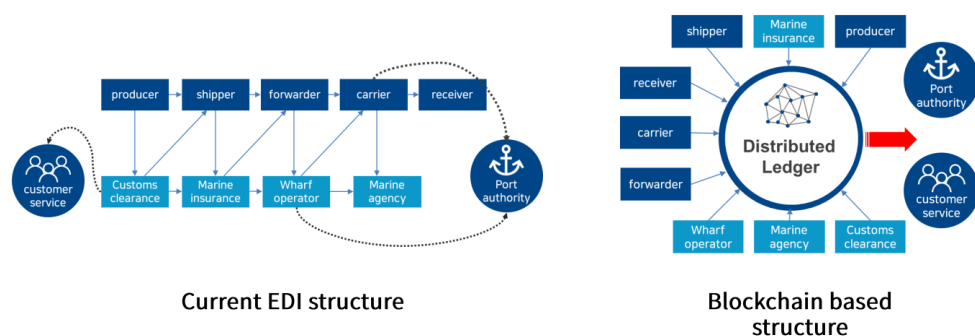 shipper
Marine
insurance
producer
Port
authority
receiver
carrier
forwarder
Distributed
Ledger
customer
service
Wharf
operator
Marine
agency
Customs
clearance
Blockchain based
structure
producer
shipper
forwarder
carrier
receiver
customer
service
Customs
clearance
Marine
insurance
Wharf
operator
Marine
agency
Port
authority
Current EDI structure